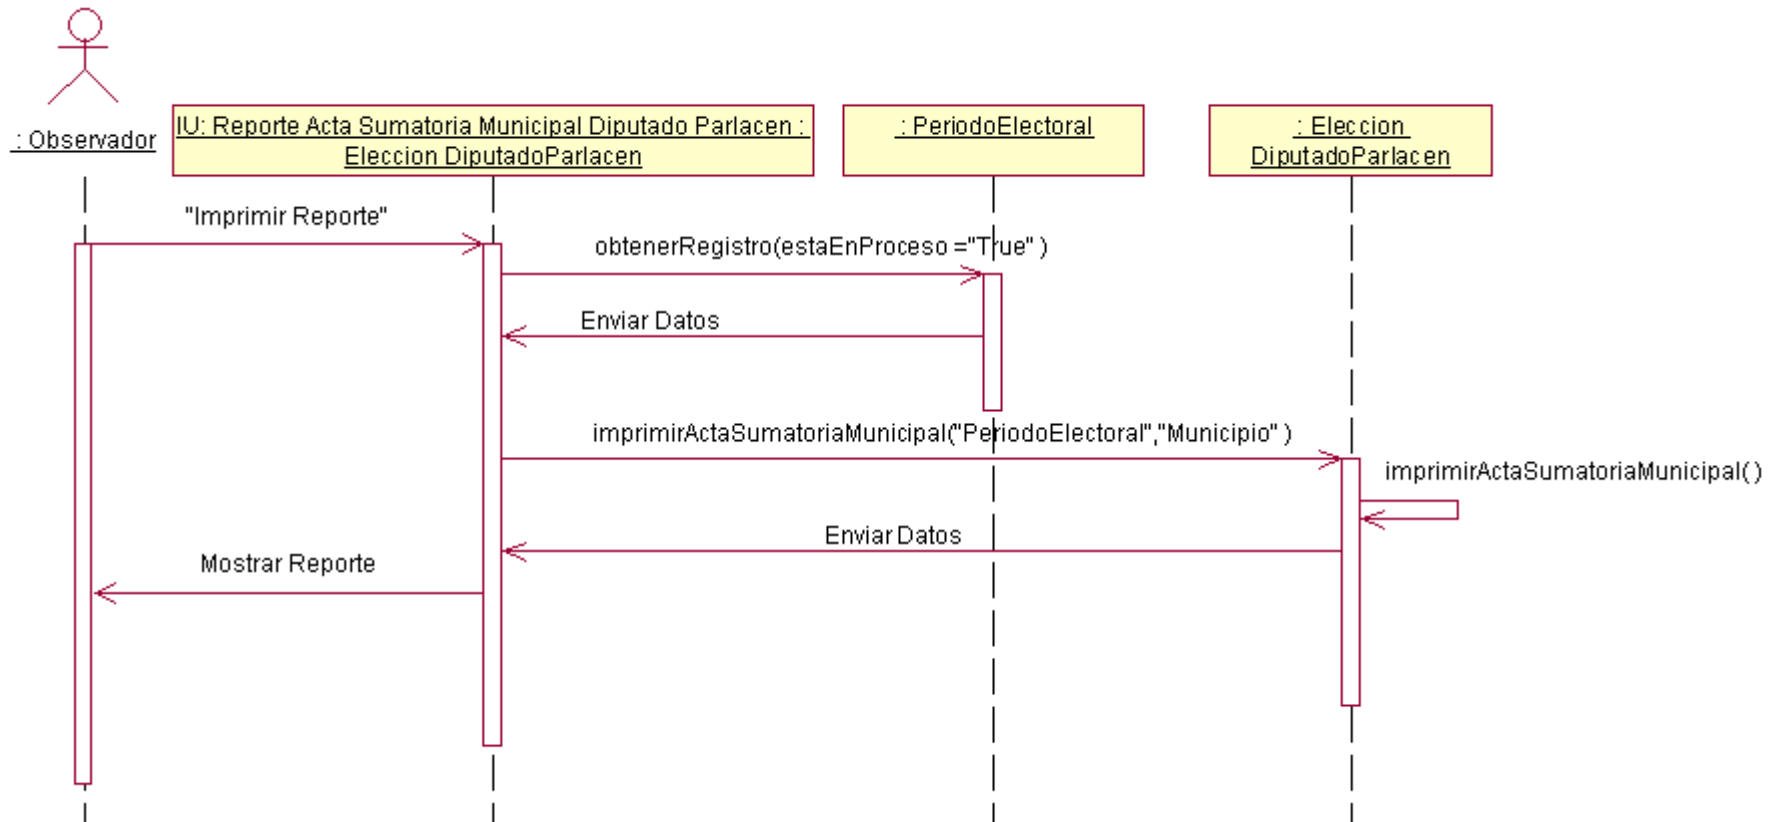 : Observador
IU: Reporte Acta Sumatoria Municipal Diputado Parlacen :
Eleccion DiputadoParlacen
: PeriodoElectoral
: Eleccion
DiputadoParlacen
"Imprimir Reporte"
obtenerRegistro(estaEnProceso ="True" )
Enviar Datos
imprimirActaSumatoriaMunicipal("PeriodoElectoral","Municipio" )
imprimirActaSumatoriaMunicipal( )
Enviar Datos
Mostrar Reporte